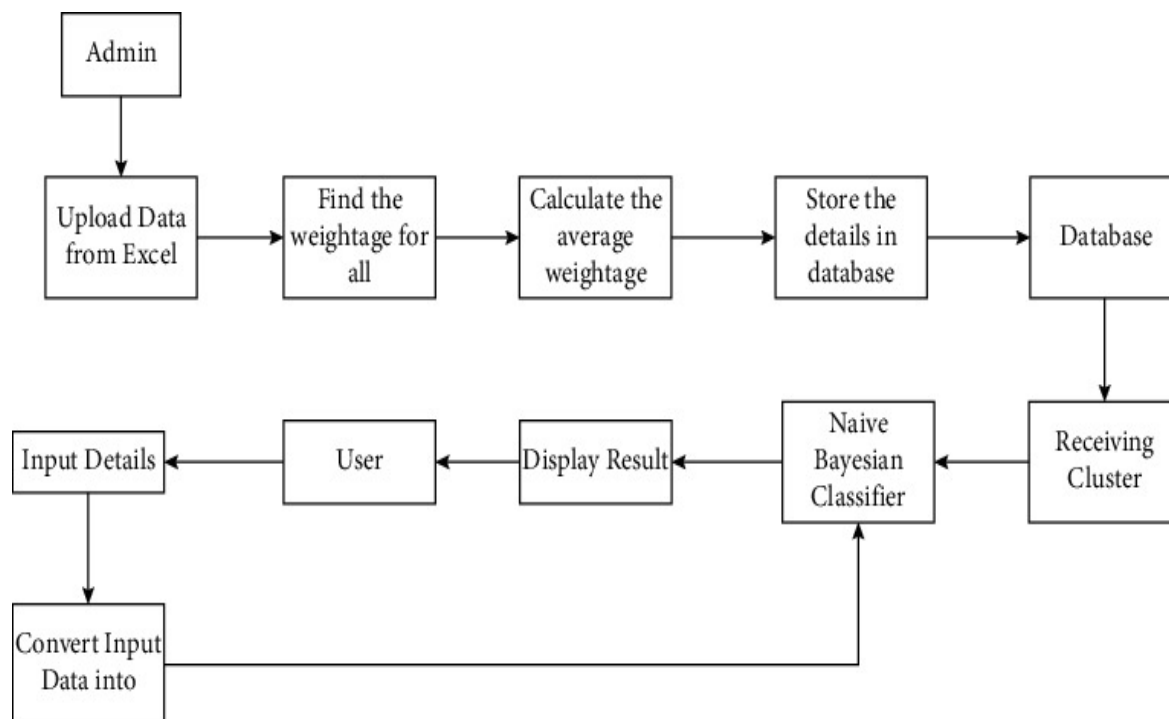 Admin
Upload Data
from Excel
Find the
weightage for
all
Calculate the
average
weightage
Store the
details in
database
Database
Input Details
User
Display Result
Naive
Bayesian
Classifier
Receiving
Cluster
Convert Input
Data into